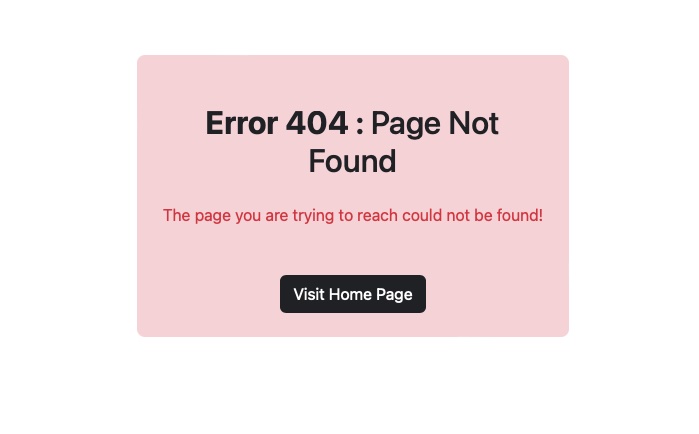 Error 404 : Page Not
Found
The page you are trying to reach could not be found!
Visit Home Page